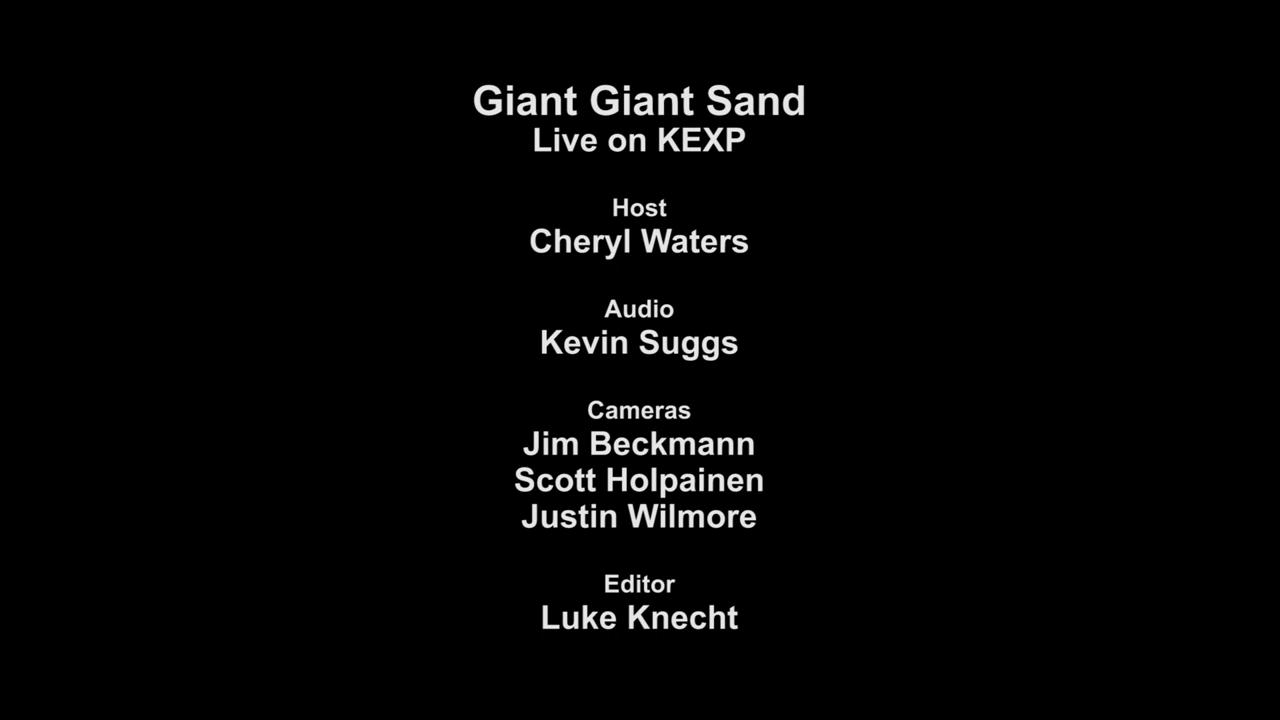 Giant Giant Sand
Live on KEXP
Host
Cheryl Waters
Audio
Kevin Suggs
Cameras
Jim Beckmann
Scott Holpainen
Justin Wilmore
Editor
Luke Knecht